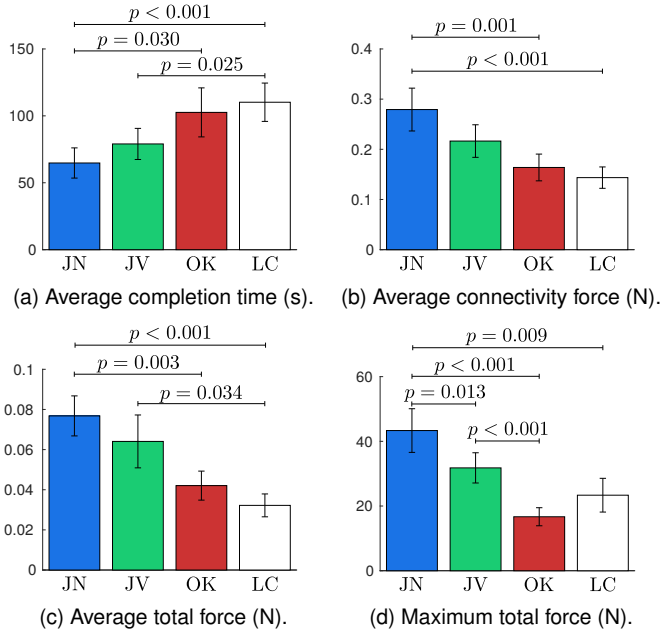 p < 0.001
p = 0.030
p = 0.025
150
100
50
0
JN JV OK LC
(a) Average completion time (s).
p = 0.001
p < 0.001
0.4
0.3
0.2
0.1
0
JN JV OK LC
(b) Average connectivity force (N).
p < 0.001
p = 0.003
p = 0.034
0.1
0.08
0.06
0.04
0.02
0
JN JV OK LC
(c) Average total force (N).
p = 0.009
p < 0.001
p = 0.013
p < 0.001
60
40
20
0
JN JV OK LC
(d) Maximum total force (N).